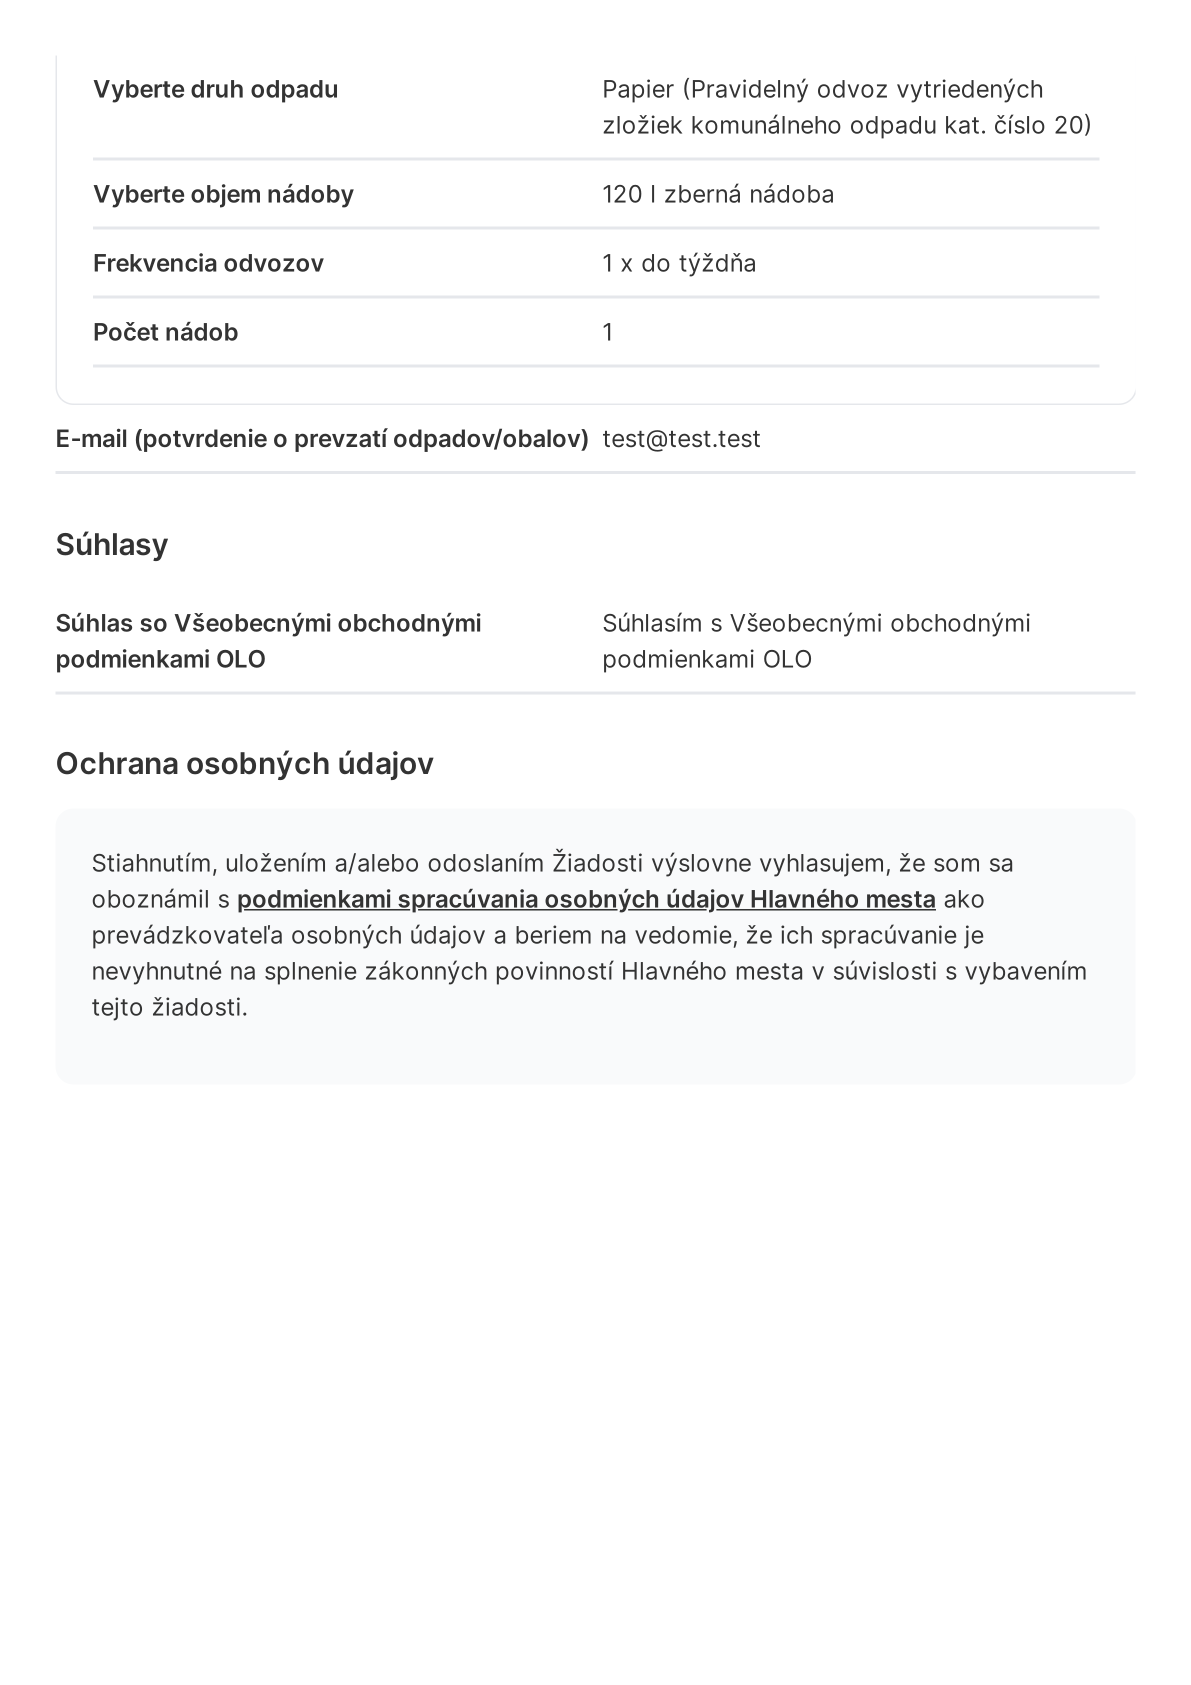 Vyberte druh odpadu
Papier (Pravidelný odvoz vytriedených
zložiek komunálneho odpadu kat. číslo 20)
Vyberte objem nádoby
120 l zberná nádoba
Frekvencia odvozov
1 x do týždňa
Počet nádob
1
E-mail (potvrdenie o prevzatí odpadov/obalov)
test@test.test
Súhlasy
Súhlas so Všeobecnými obchodnými
podmienkami OLO
Súhlasím s Všeobecnými obchodnými
podmienkami OLO
Ochrana osobných údajov
Stiahnutím, uložením a/alebo odoslaním Žiadosti výslovne vyhlasujem, že som sa
oboznámil s podmienkami spracúvania osobných údajov Hlavného mesta ako
prevádzkovateľa osobných údajov a beriem na vedomie, že ich spracúvanie je
nevyhnutné na splnenie zákonných povinností Hlavného mesta v súvislosti s vybavením
tejto žiadosti.